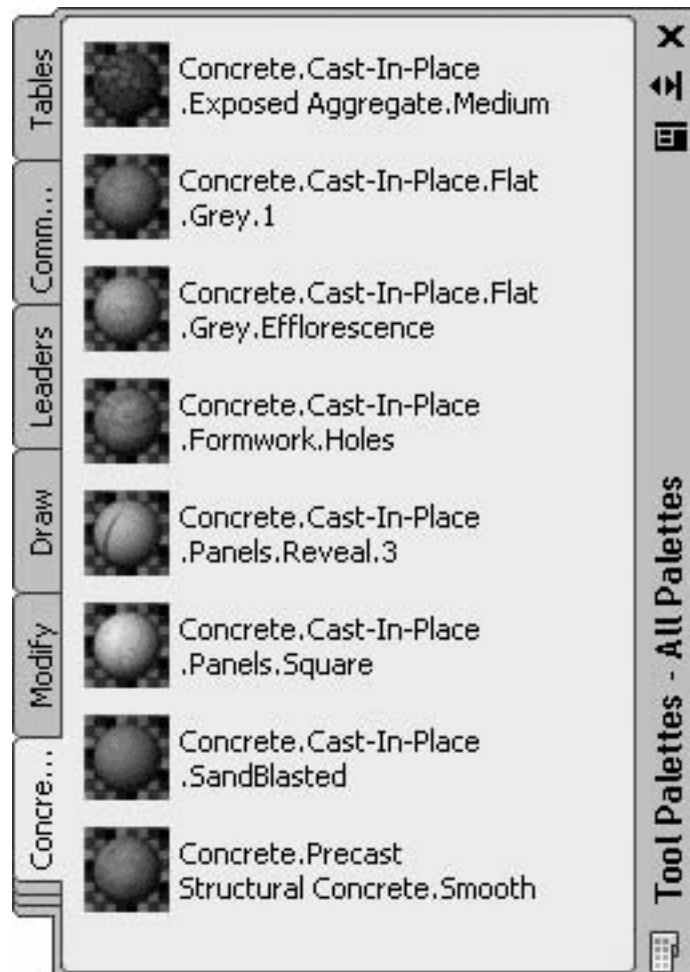 Tables
Comm...
Leaders
Draw
Modify
Concre...
Concrete.Cast-In-Place
.Exposed Aggregate.Medium
Concrete.Cast-In-Place.Flat
.Grey.1
Concrete.Cast-In-Place.Flat
.Grey.Efflorescence
Concrete.Cast-In-Place
.Formwork.Holes
Concrete.Cast-In-Place
.Panels.Reveal.3
Concrete.Cast-In-Place
.Panels.Square
Concrete.Cast-In-Place
.SandBlasted
Concrete.Precast
Structural Concrete.Smooth
Tool Palettes - All Palettes